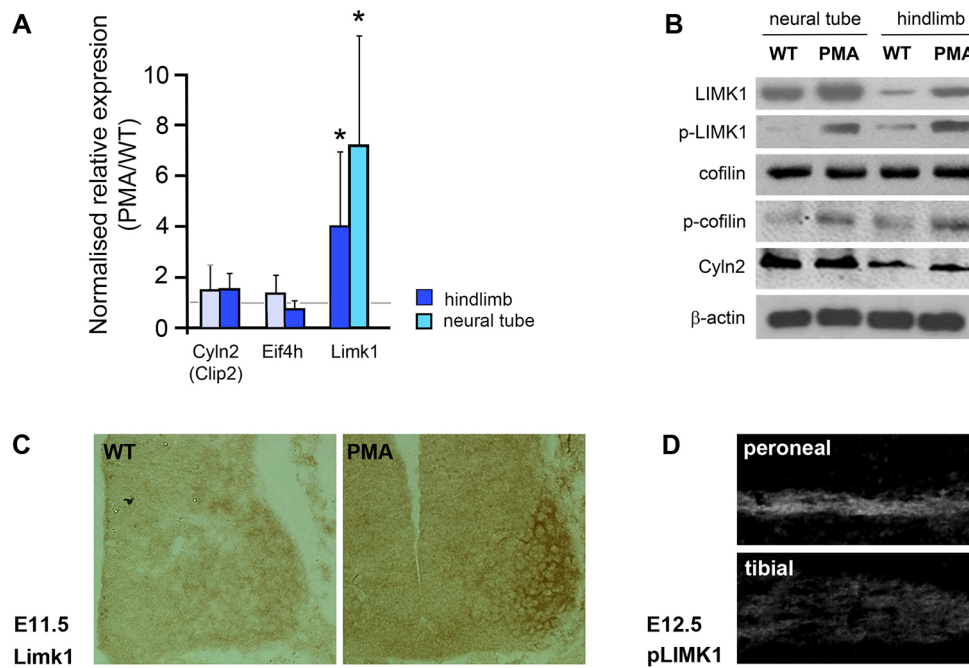 A
Normalised relative expression
(PMA/WT)
10
8
6
4
2
0
*
*
Cyln2
(Clip2)
Eif4h
Limk1
hindlimb
neural tube
B
neural tube hindlimb
WT PMA WT PMA
LIMK1
p-LIMK1
cofilin
p-cofilin
Cyln2
β-actin
C
WT
PMA
E11.5
Limk1
D
peroneal
tibial
E12.5
pLIMK1